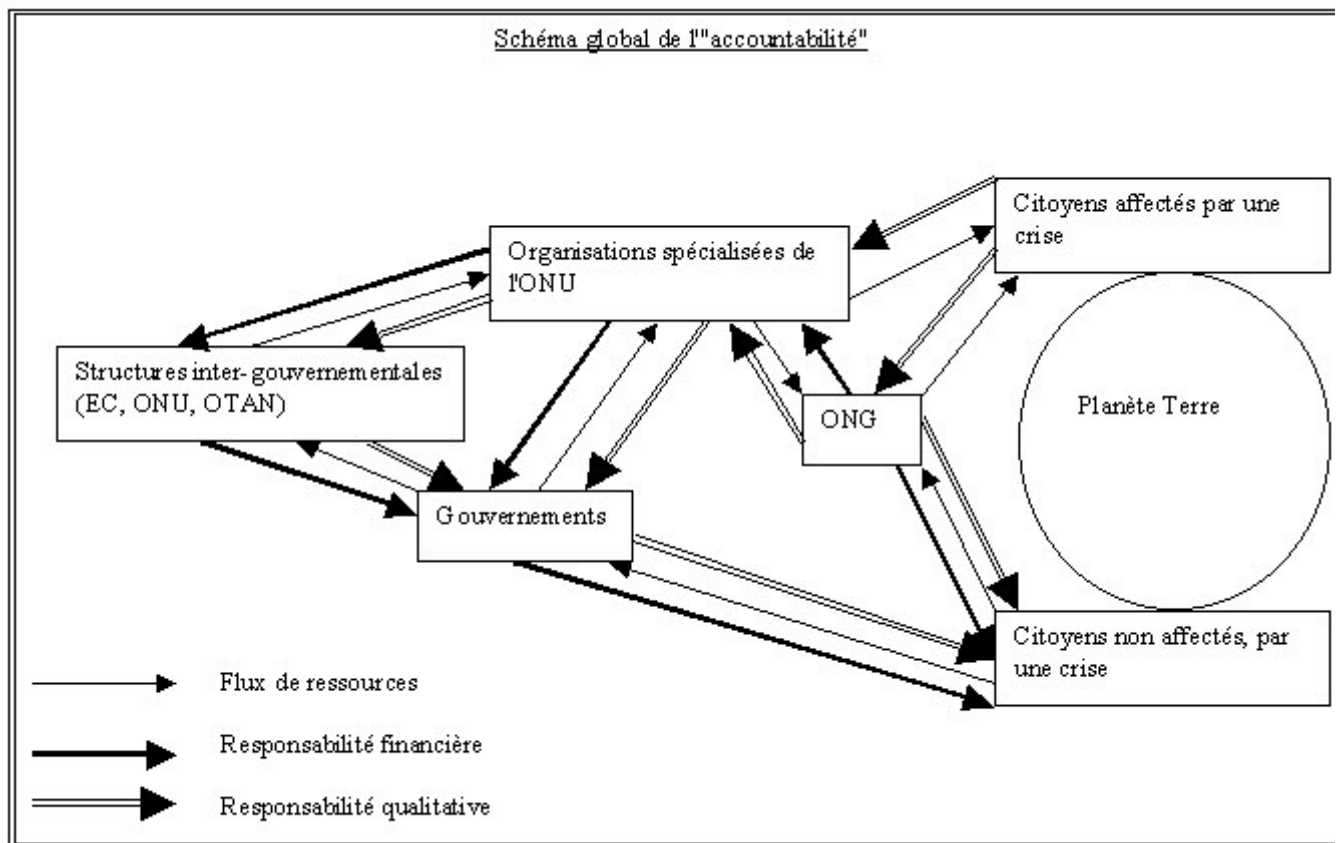 Schéma global de l'"accountabilité"
Citoyens affectés par une
crise
Organisations spécialisées de
l'ONU
Structures inter-gouvernementales
(EC, ONU, OTAN)
ONG
Planète Terre
Gouvernements
Citoyens non affectés, par
une crise
Flux de ressources
Responsabilité financière
Responsabilité qualitative